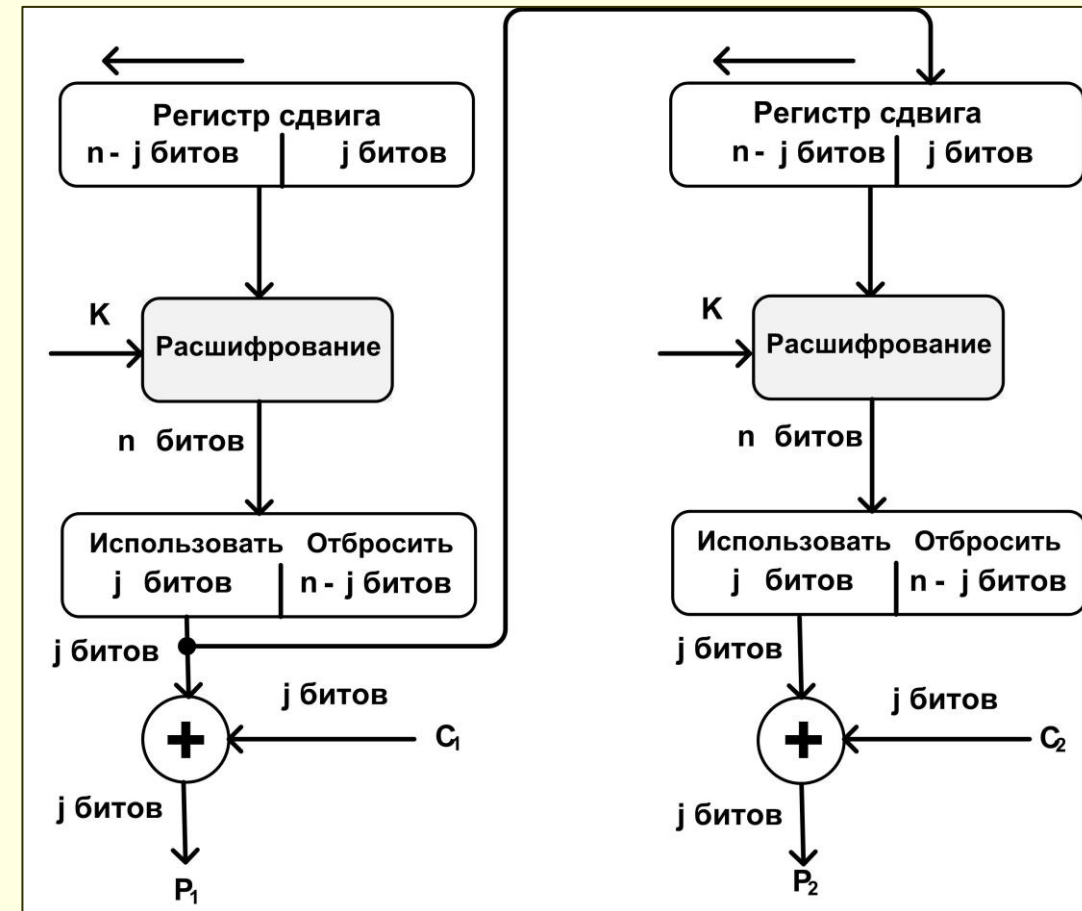 Регистр сдвига
n - j битов j битов
K
Расшифрование
n битов
Использовать Отбросить
j битов n - j битов
j битов
j битов
C₁
j битов
P₁
Регистр сдвига
n - j битов j битов
K
Расшифрование
n битов
Использовать Отбросить
j битов n - j битов
j битов
j битов
C₂
j битов
P₂